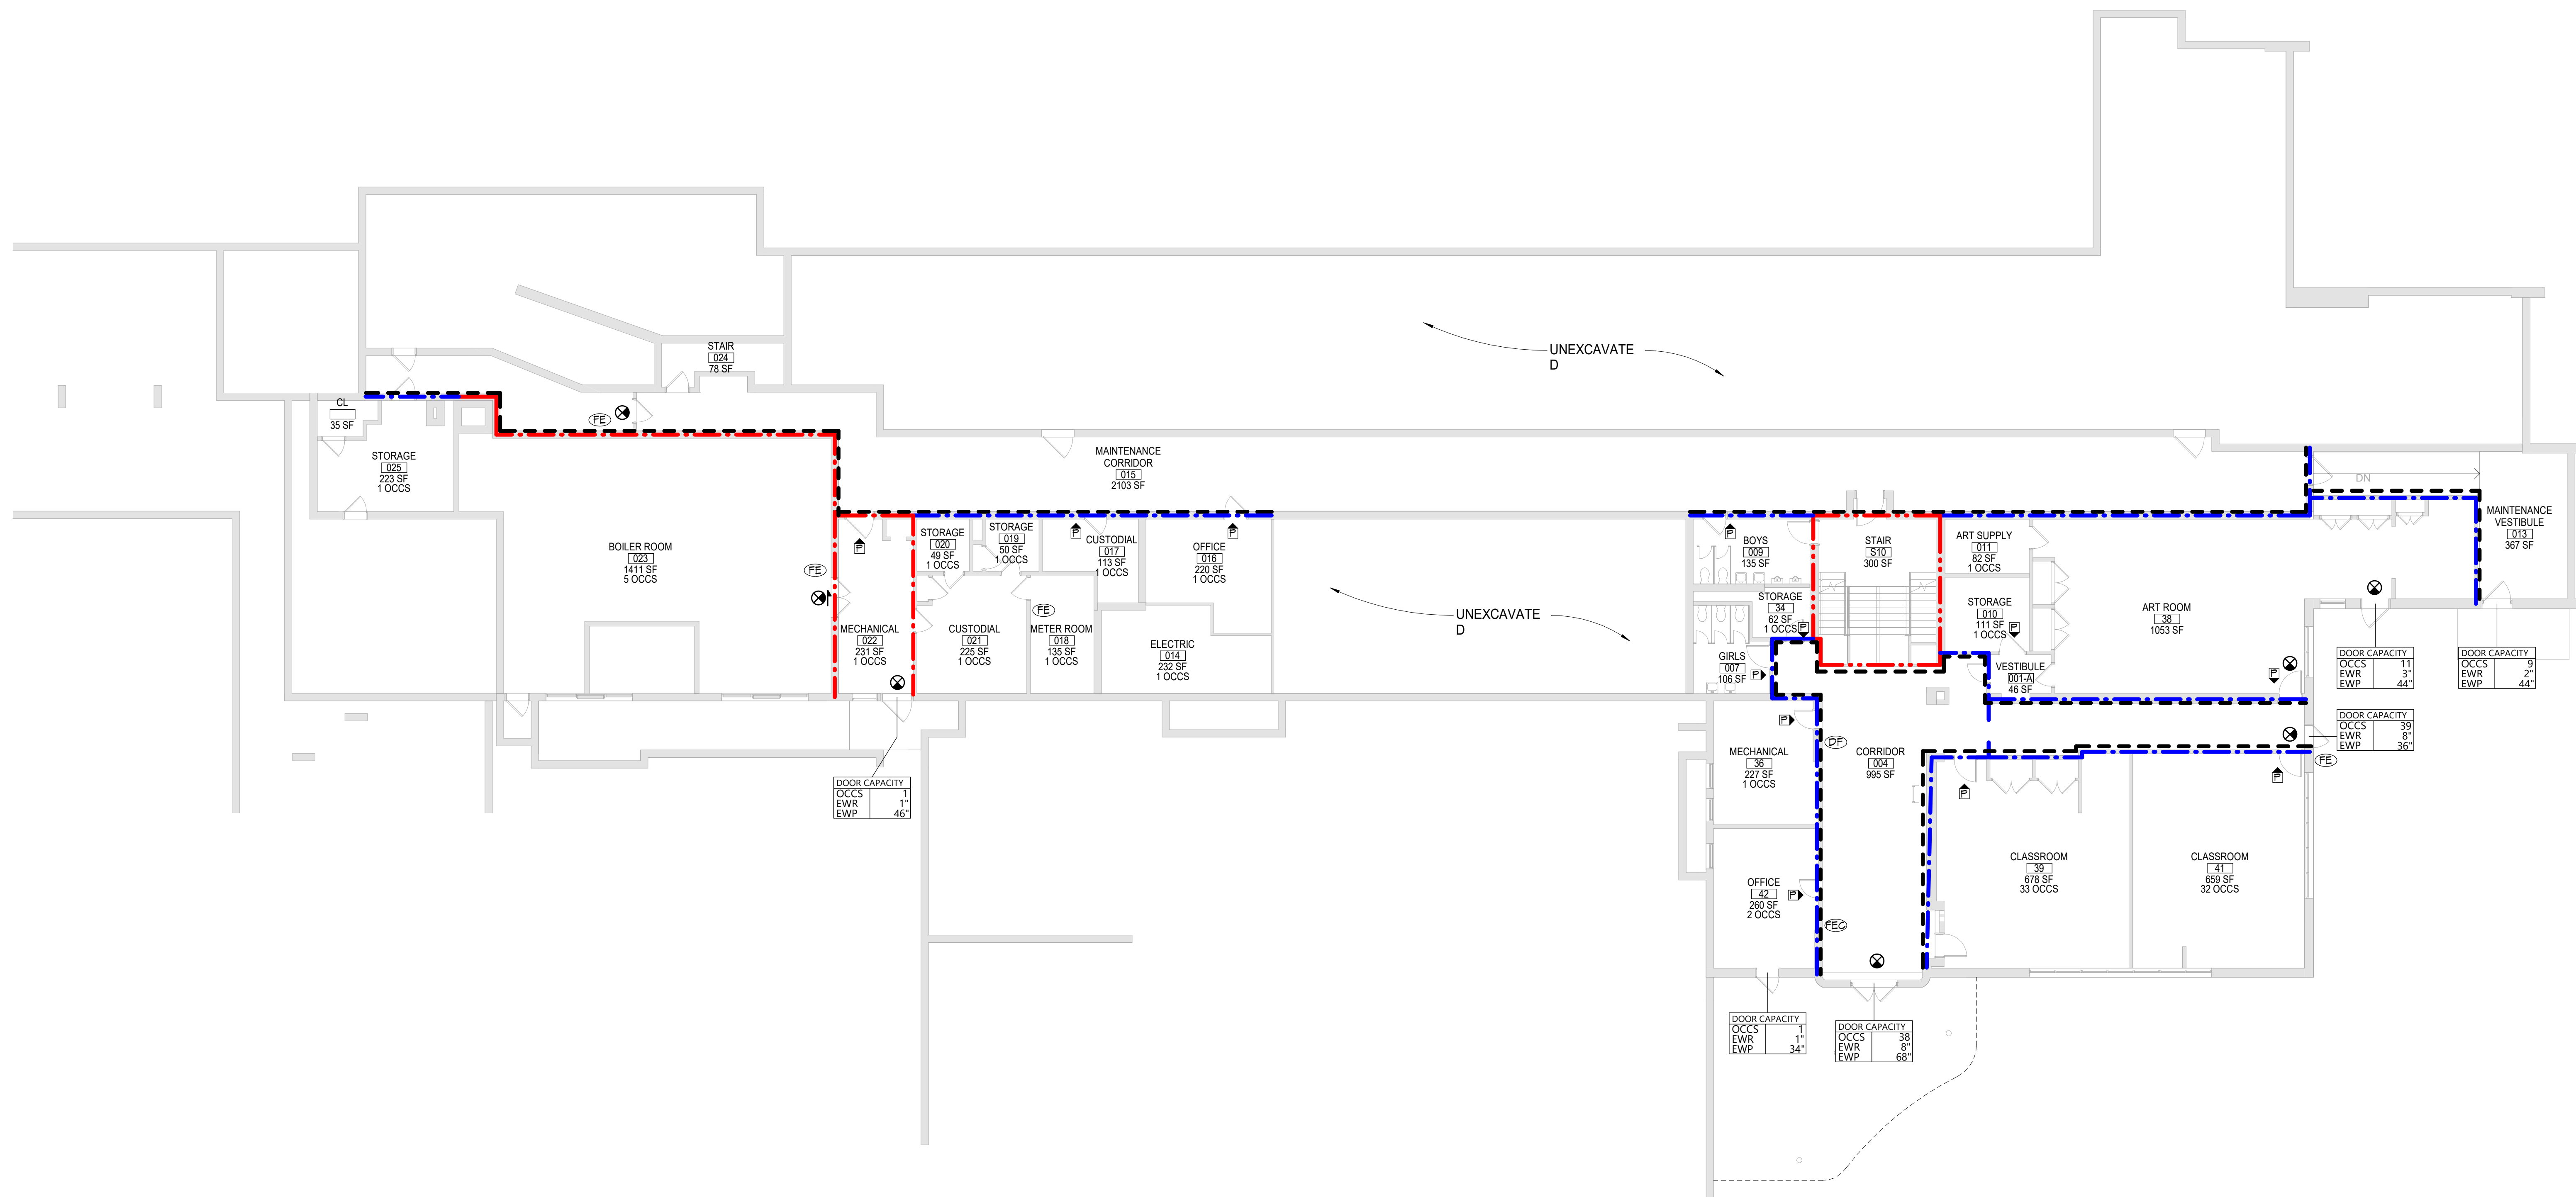 STAIR
024
78 SF
UNEXCAVATE
D
CL
35 SF
FE
STORAGE
025
223 SF
1 OCCS
MAINTENANCE
CORRIDOR
015
2103 SF
DN
MAINTENANCE
VESTIBULE
013
367 SF
BOILER ROOM
023
1411 SF
5 OCCS
FE
P
MECHANICAL
022
231 SF
1 OCCS
STORAGE
020
49 SF
1 OCCS
STORAGE
019
50 SF
1 OCCS
P
CUSTODIAL
017
113 SF
1 OCCS
P
OFFICE
016
220 SF
1 OCCS
CUSTODIAL
021
225 SF
1 OCCS
FE
METER ROOM
018
135 SF
1 OCCS
ELECTRIC
014
232 SF
1 OCCS
UNEXCAVATE
D
P
BOYS
009
135 SF
STORAGE
34
62 SF
1 OCCS
P
GIRLS
007
106 SF
P
STAIR
S10
300 SF
ART SUPPLY
011
82 SF
1 OCCS
STORAGE
010
111 SF
1 OCCS
P
VESTIBULE
001-A
46 SF
ART ROOM
38
1053 SF
P
DOOR CAPACITY
OCCS 11
EWR 3"
EWP 44"
DOOR CAPACITY
OCCS 9
EWR 2"
EWP 44"
DOOR CAPACITY
OCCS 39
EWR 8"
EWP 36"
FE
P
P
DF
MECHANICAL
36
227 SF
1 OCCS
CORRIDOR
004
995 SF
P
DOOR CAPACITY
OCCS 1
EWR 1"
EWP 46"
CLASSROOM
39
678 SF
33 OCCS
CLASSROOM
41
659 SF
32 OCCS
OFFICE
42
260 SF
2 OCCS
P
FEC
DOOR CAPACITY
OCCS 1
EWR 1"
EWP 34"
DOOR CAPACITY
OCCS 38
EWR 8"
EWP 68"